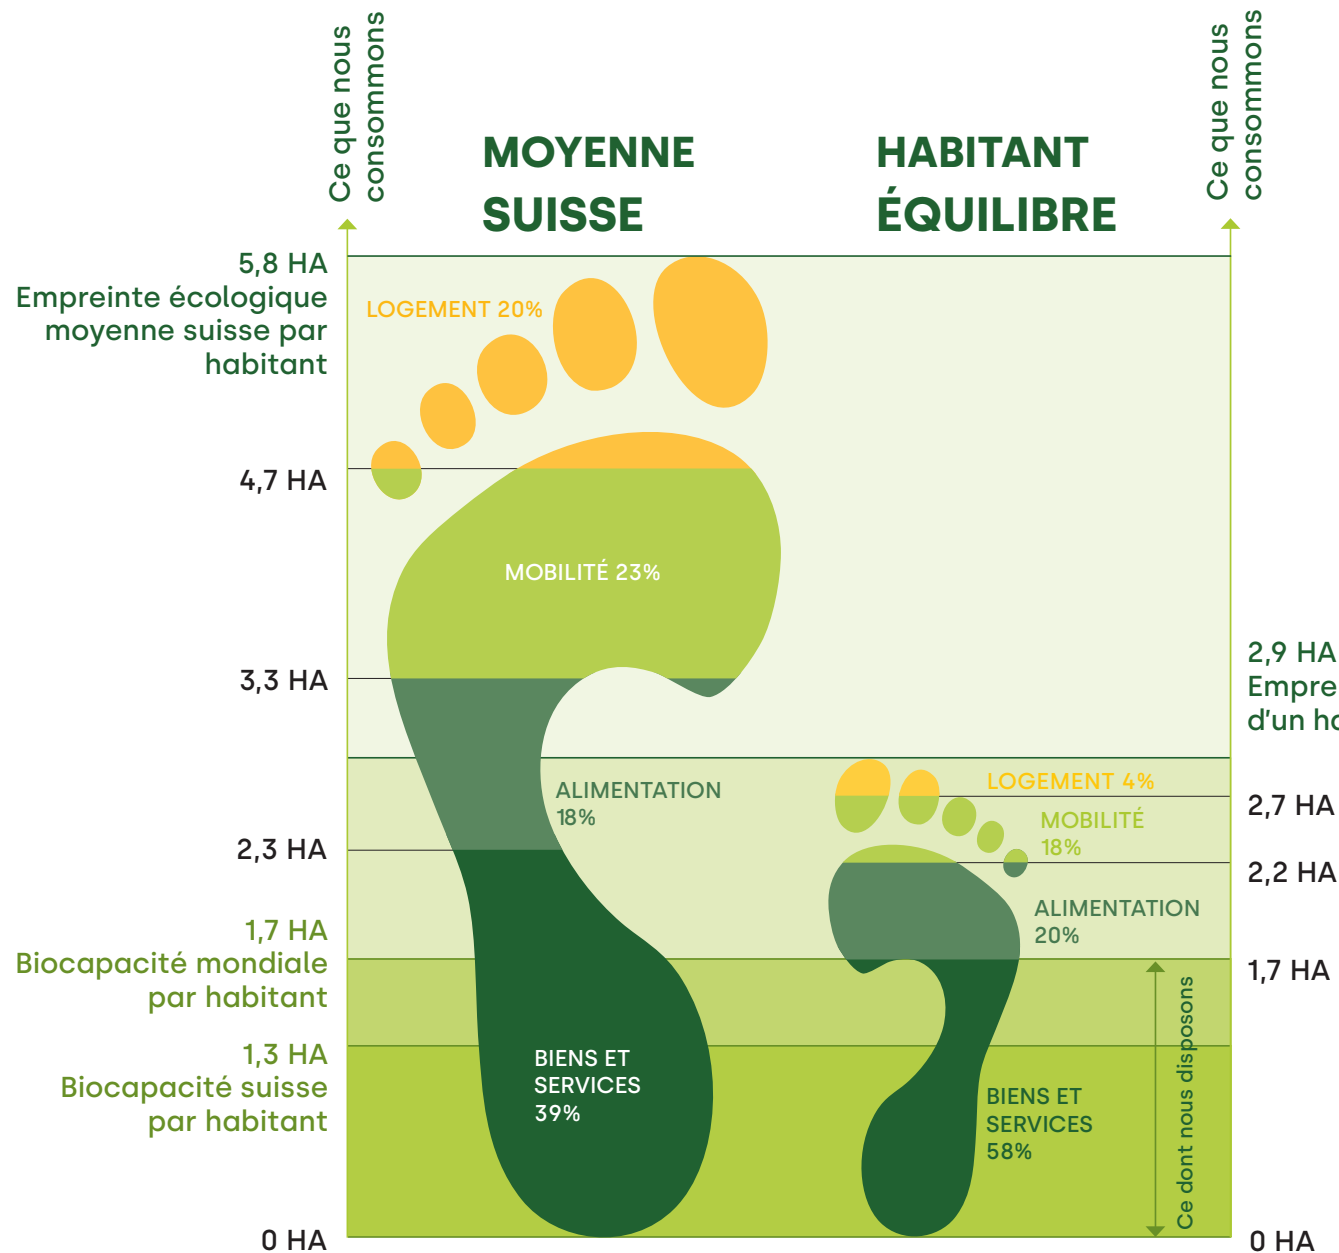 Ce que nous
consommons
MOYENNE
SUISSE
HABITANT
ÉQUILIBRE
Ce que nous
consommons
5,8 HA
Empreinte écologique
moyenne suisse par
habitant
LOGEMENT 20%
4,7 HA
MOBILITÉ 23%
3,3 HA
ALIMENTATION
18%
2,3 HA
1,7 HA
Biocapacité mondiale
par habitant
1,3 HA
Biocapacité suisse
par habitant
BIENS ET
SERVICES
39%
0 HA
2,9 HA
Empre
d'un ha
LOGEMENT 4%
2,7 HA
MOBILITÉ
18%
2,2 HA
ALIMENTATION
20%
1,7 HA
BIENS ET
SERVICES
58%
Ce dont nous disposons
0 HA